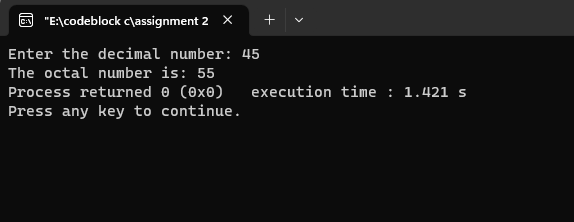 "E:\codeblock c\assignment 2
Enter the decimal number: 45
The octal number is: 55
Process returned 0 (0x0)   execution time : 1.421 s
Press any key to continue.